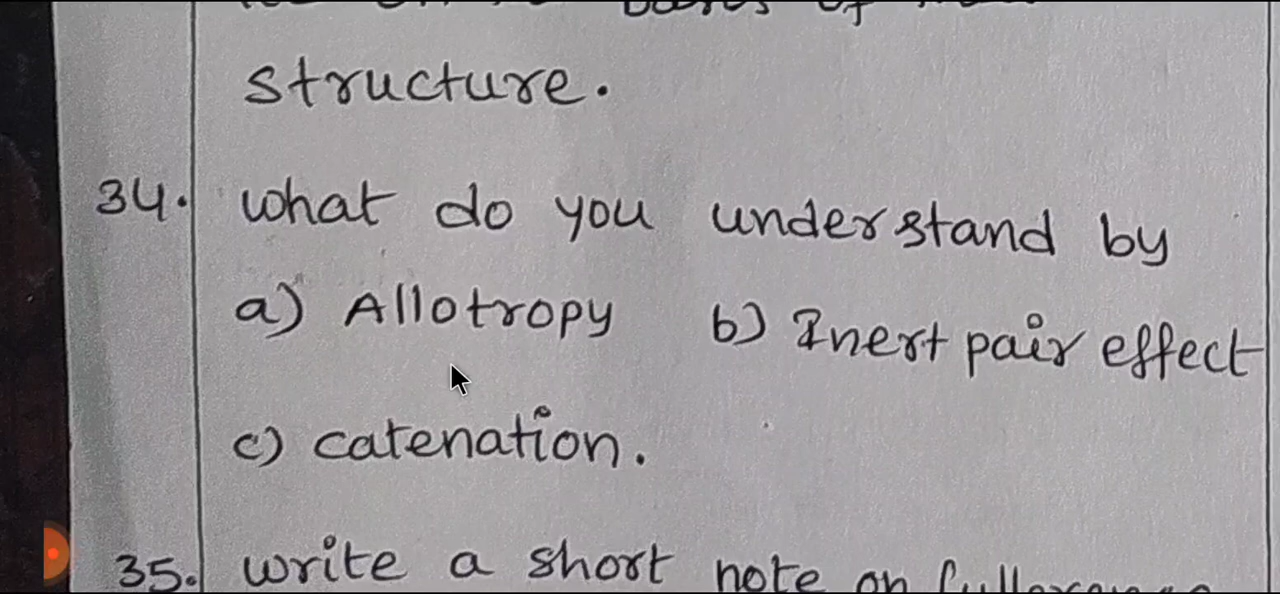 structure.
34. what do you understand by
a) Allotropy b) Inert pair effect
c) catenation.
35. write a short note on